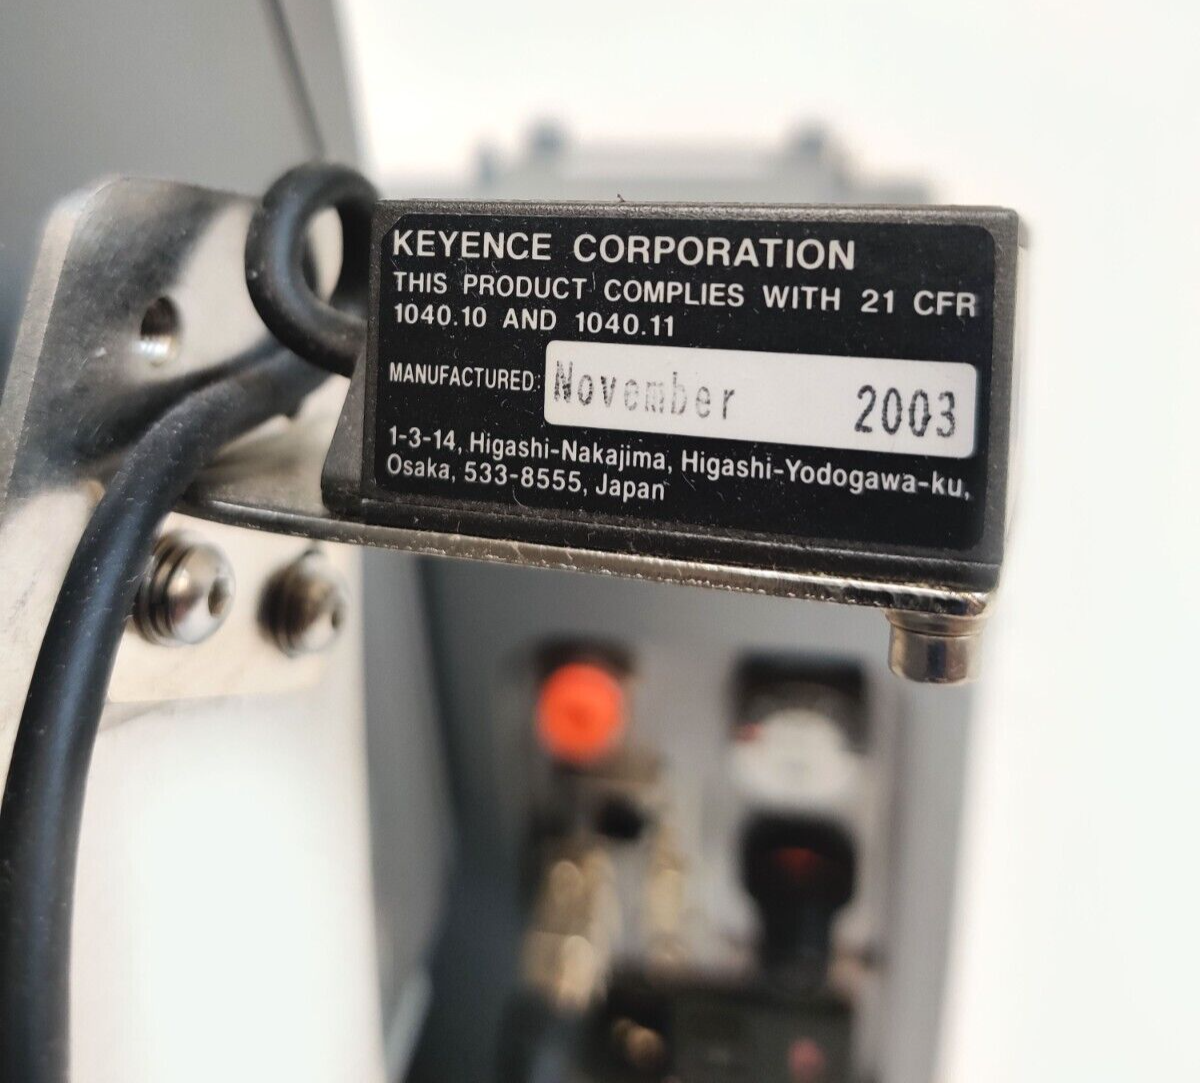 KEYENCE CORPORATION
THIS PRODUCT COMPLIES WITH 21 CFR
1040.10 AND 1040.11
MANUFACTURED: November 2003
1-3-14, Higashi-Nakajima, Higashi-Yodogawa-ku,
Osaka, 533-8555, Japan